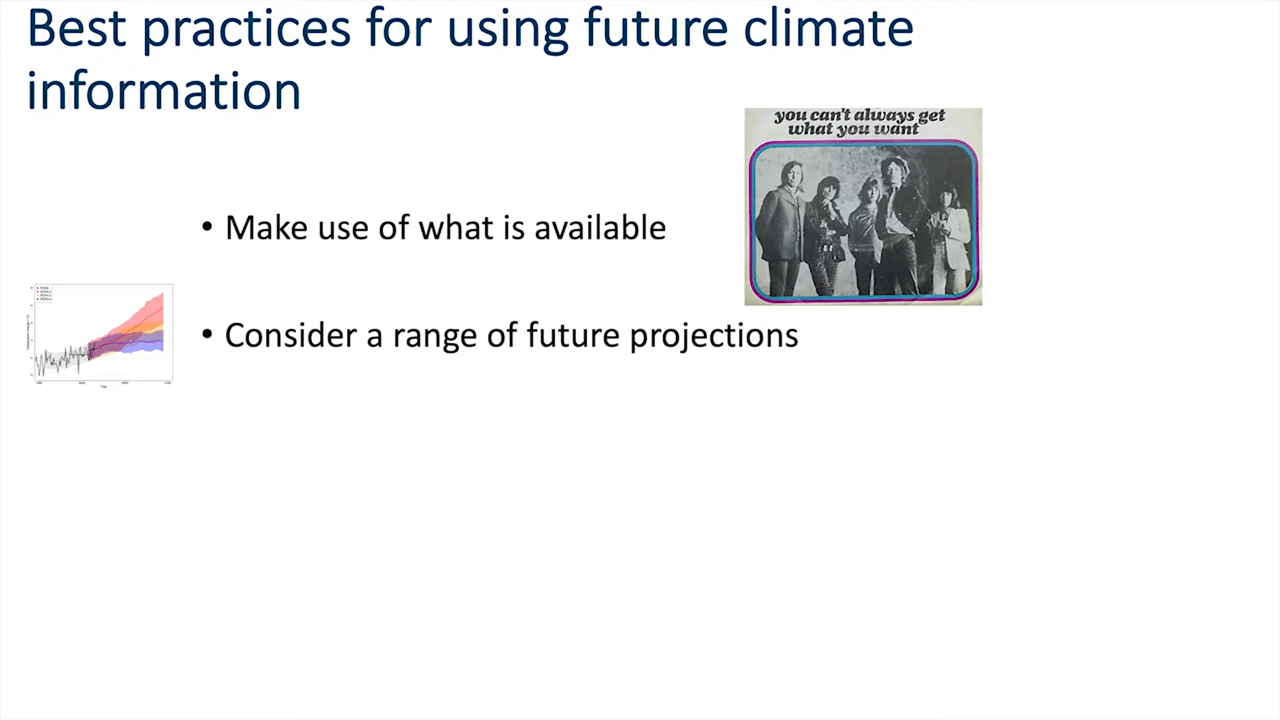 Best practices for using future climate
information
you can't always get
what you want
• Make use of what is available
• Consider a range of future projections